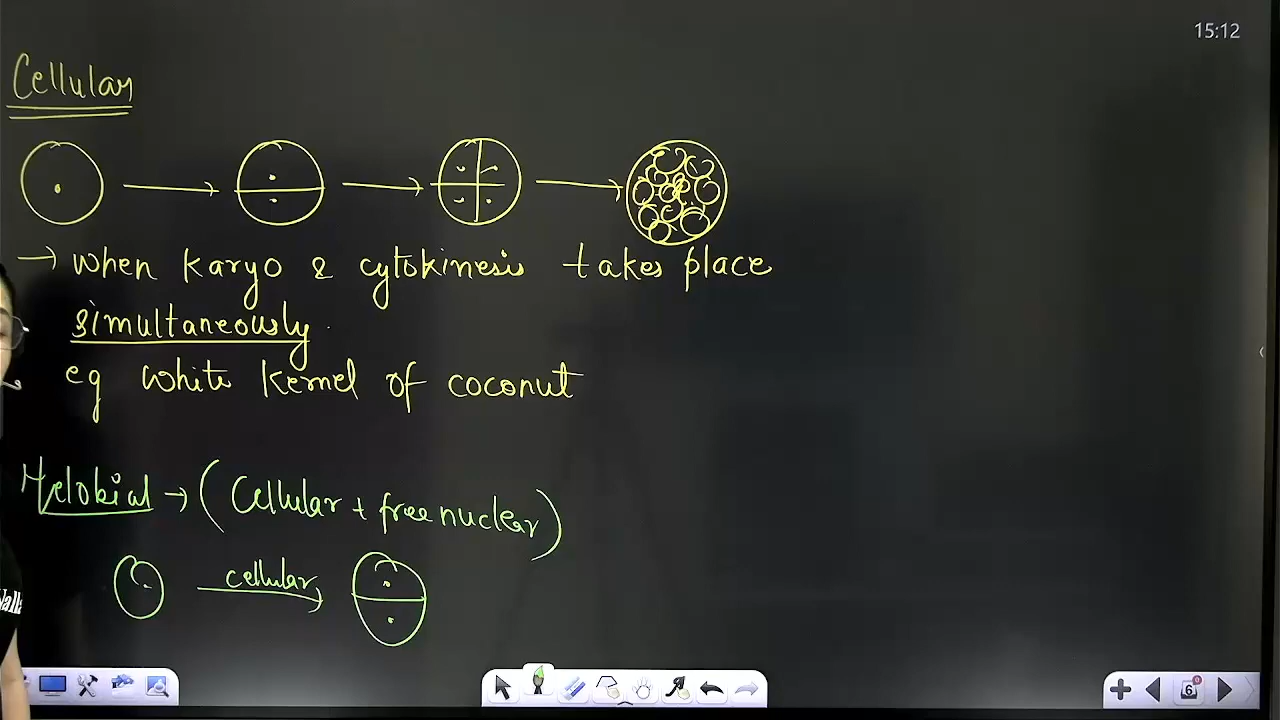 15:12
Cellular
→ when Karyo & cytokinesis takes place
simultaneously.
eg white Kernel of coconut
Helobial → (Cellular + free nuclear)
cellular
6